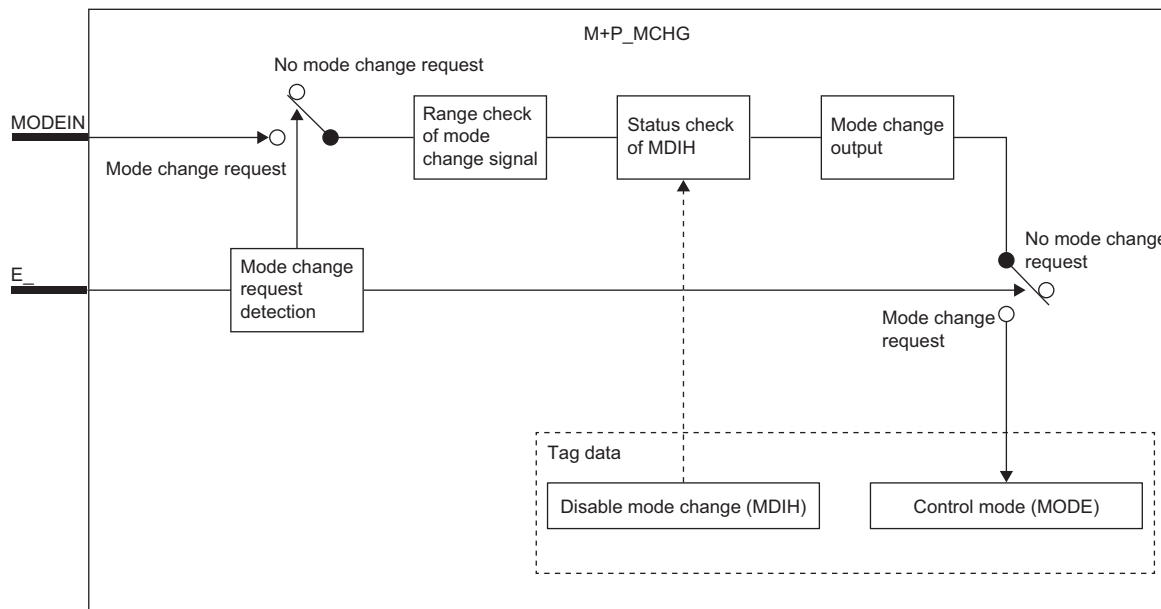 M+P_MCHG
No mode change request
MODEIN
Mode change request
Range check
of mode
change signal
Status check
of MDIH
Mode change
output
E_
Mode change
request
detection
No mode change
request
Mode change
request
Tag data
Disable mode change (MDIH)
Control mode (MODE)